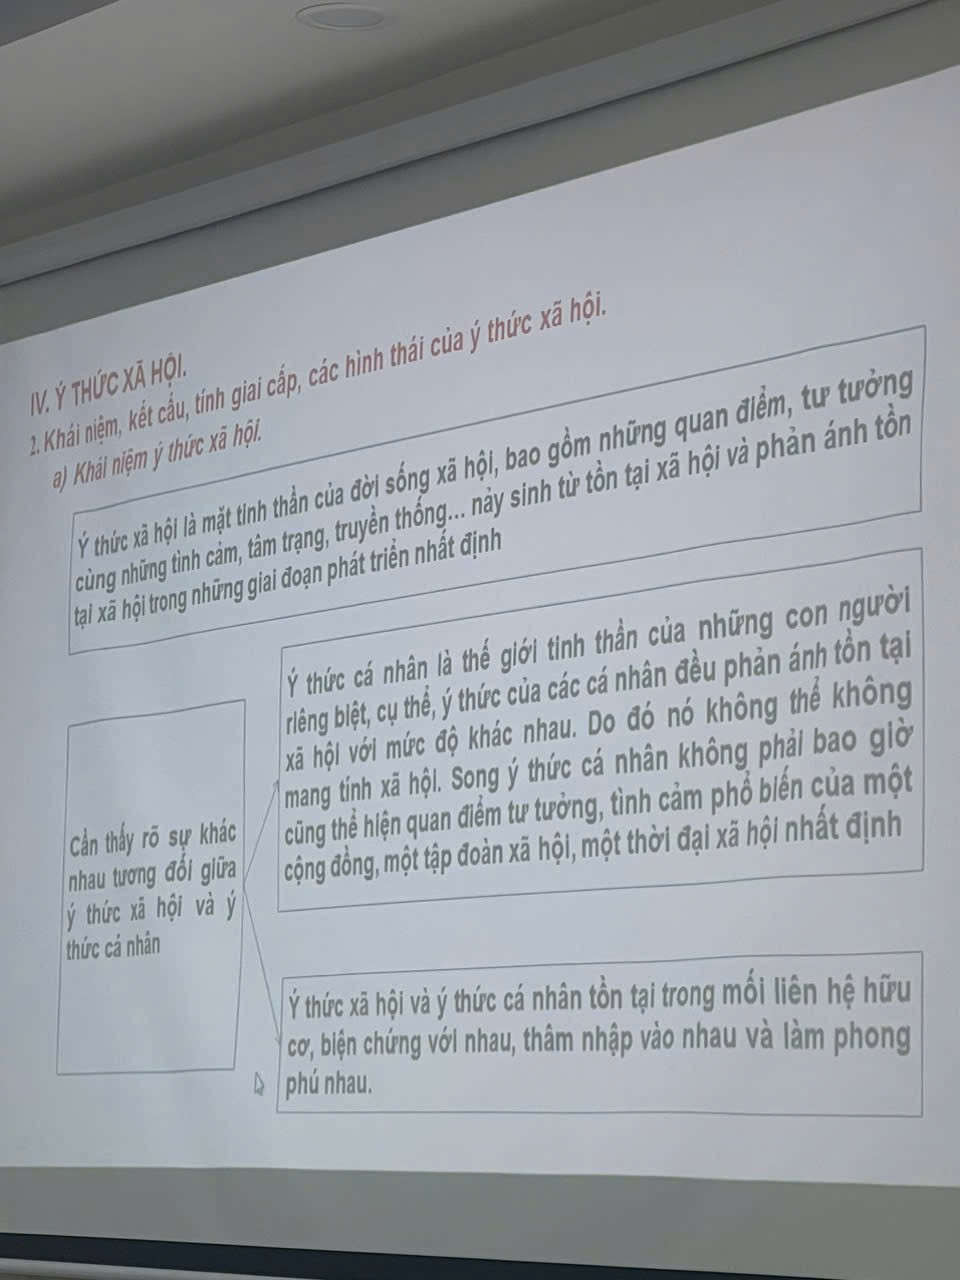 IV. Ý THỨC XÃ HỘI.
2. Khái niệm, kết cấu, tính giai cấp, các hình thái của ý thức xã hội.
a) Khái niệm ý thức xã hội.
Ý thức xã hội là mặt tinh thần của đời sống xã hội, bao gồm những quan điểm, tư tưởng
cùng những tình cảm, tâm trạng, truyền thống... nảy sinh từ tồn tại xã hội và phản ánh tồn
tại xã hội trong những giai đoạn phát triển nhất định
Cần thấy rõ sự khác
nhau tương đối giữa
ý thức xã hội và ý
thức cá nhân
Ý thức cá nhân là thế giới tinh thần của những con người
riêng biệt, cụ thể, ý thức của các cá nhân đều phản ánh tồn tại
xã hội với mức độ khác nhau. Do đó nó không thể không
mang tính xã hội. Song ý thức cá nhân không phải bao giờ
cũng thể hiện quan điểm tư tưởng, tình cảm phổ biến của một
cộng đồng, một tập đoàn xã hội, một thời đại xã hội nhất định
Ý thức xã hội và ý thức cá nhân tồn tại trong mối liên hệ hữu
cơ, biện chứng với nhau, thâm nhập vào nhau và làm phong
phú nhau.